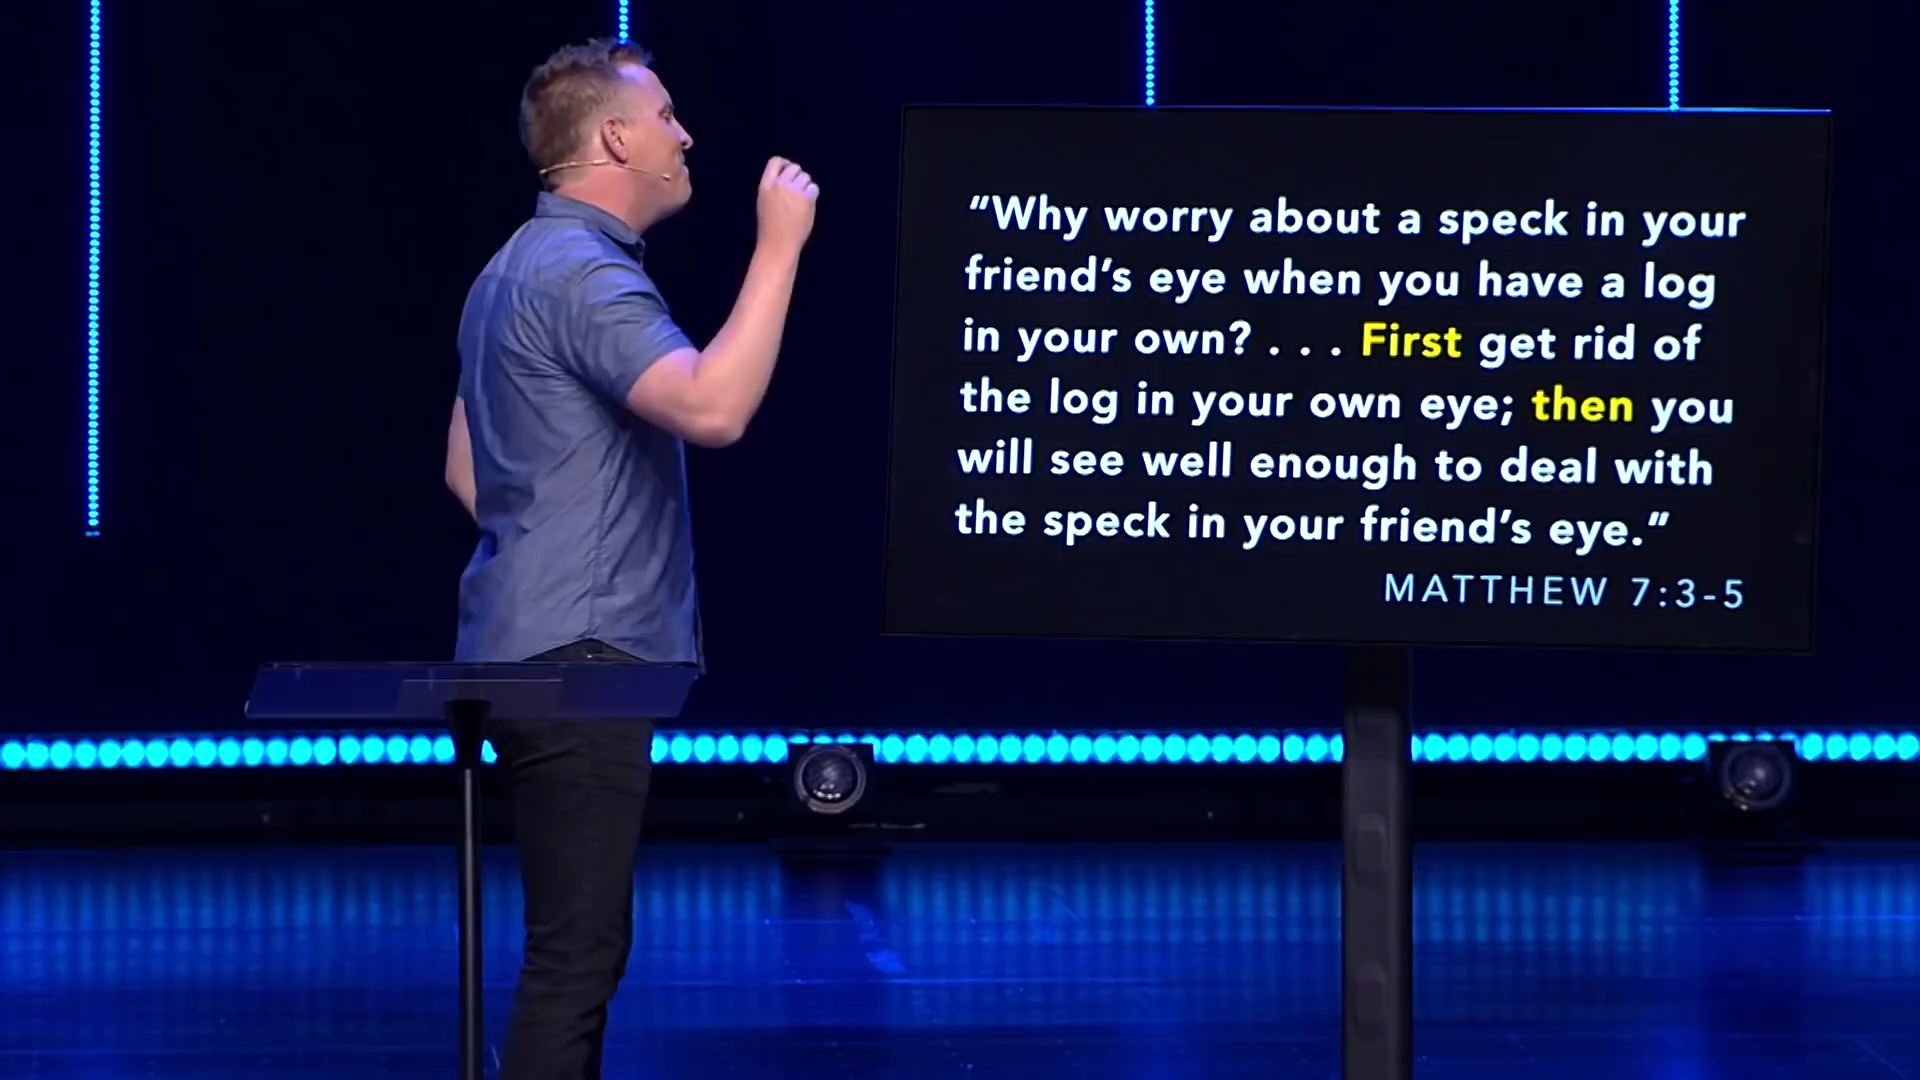 “Why worry about a speck in your
friend’s eye when you have a log
in your own? . . . First get rid of
the log in your own eye; then you
will see well enough to deal with
the speck in your friend’s eye.”
MATTHEW 7:3-5